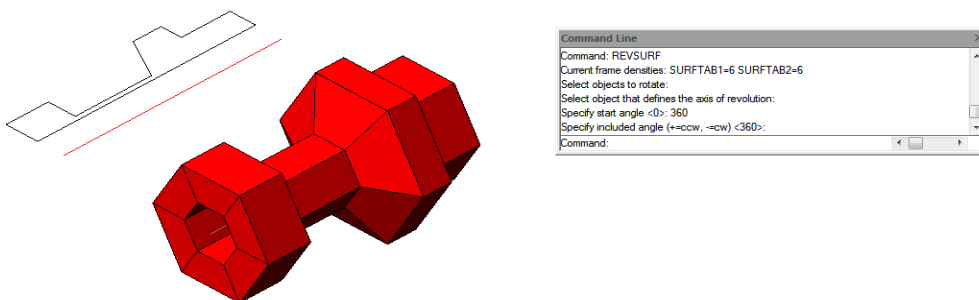 Command Line
Command: REVSURF
Current frame densities: SURFTAB1=6 SURFTAB2=6
Select objects to rotate:
Select object that defines the axis of revolution:
Specify start angle <0>: 360
Specify included angle (+=ccw, -=cw) <360>:
Command: